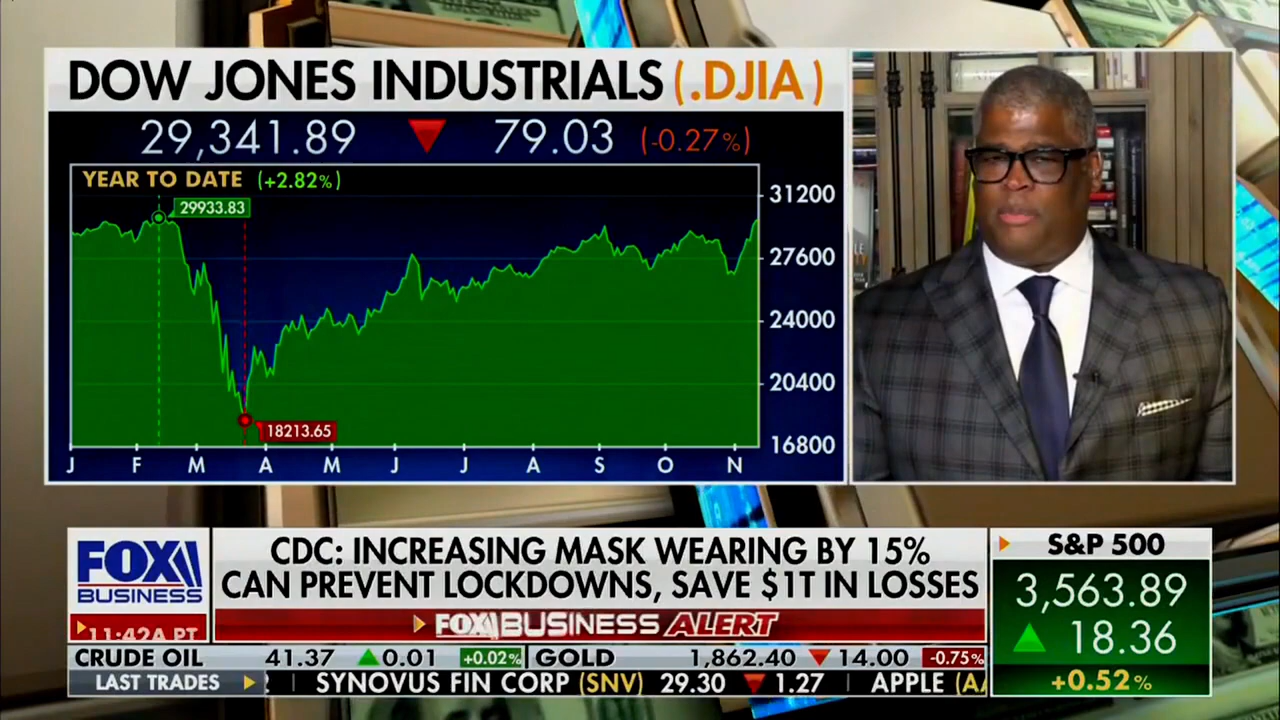 DOW JONES INDUSTRIALS (.DJIA)
29,341.89 ▼ 79.03 (-0.27%)
YEAR TO DATE (+2.82%)
29933.83
18213.65
31200
27600
24000
20400
16800
J F M A M J J A S O N
FOX
BUSINESS
11:42A PT
CDC: INCREASING MASK WEARING BY 15%
CAN PREVENT LOCKDOWNS, SAVE $1T IN LOSSES
FOX BUSINESS ALERT
S&P 500
3,563.89
▲ 18.36
+0.52%
CRUDE OIL 41.37 ▲ 0.01 +0.02% GOLD 1,862.40 ▼ 14.00 -0.75%
LAST TRADES SYNOVUS FIN CORP (SNV) 29.30 ▼ 1.27 APPLE (AA